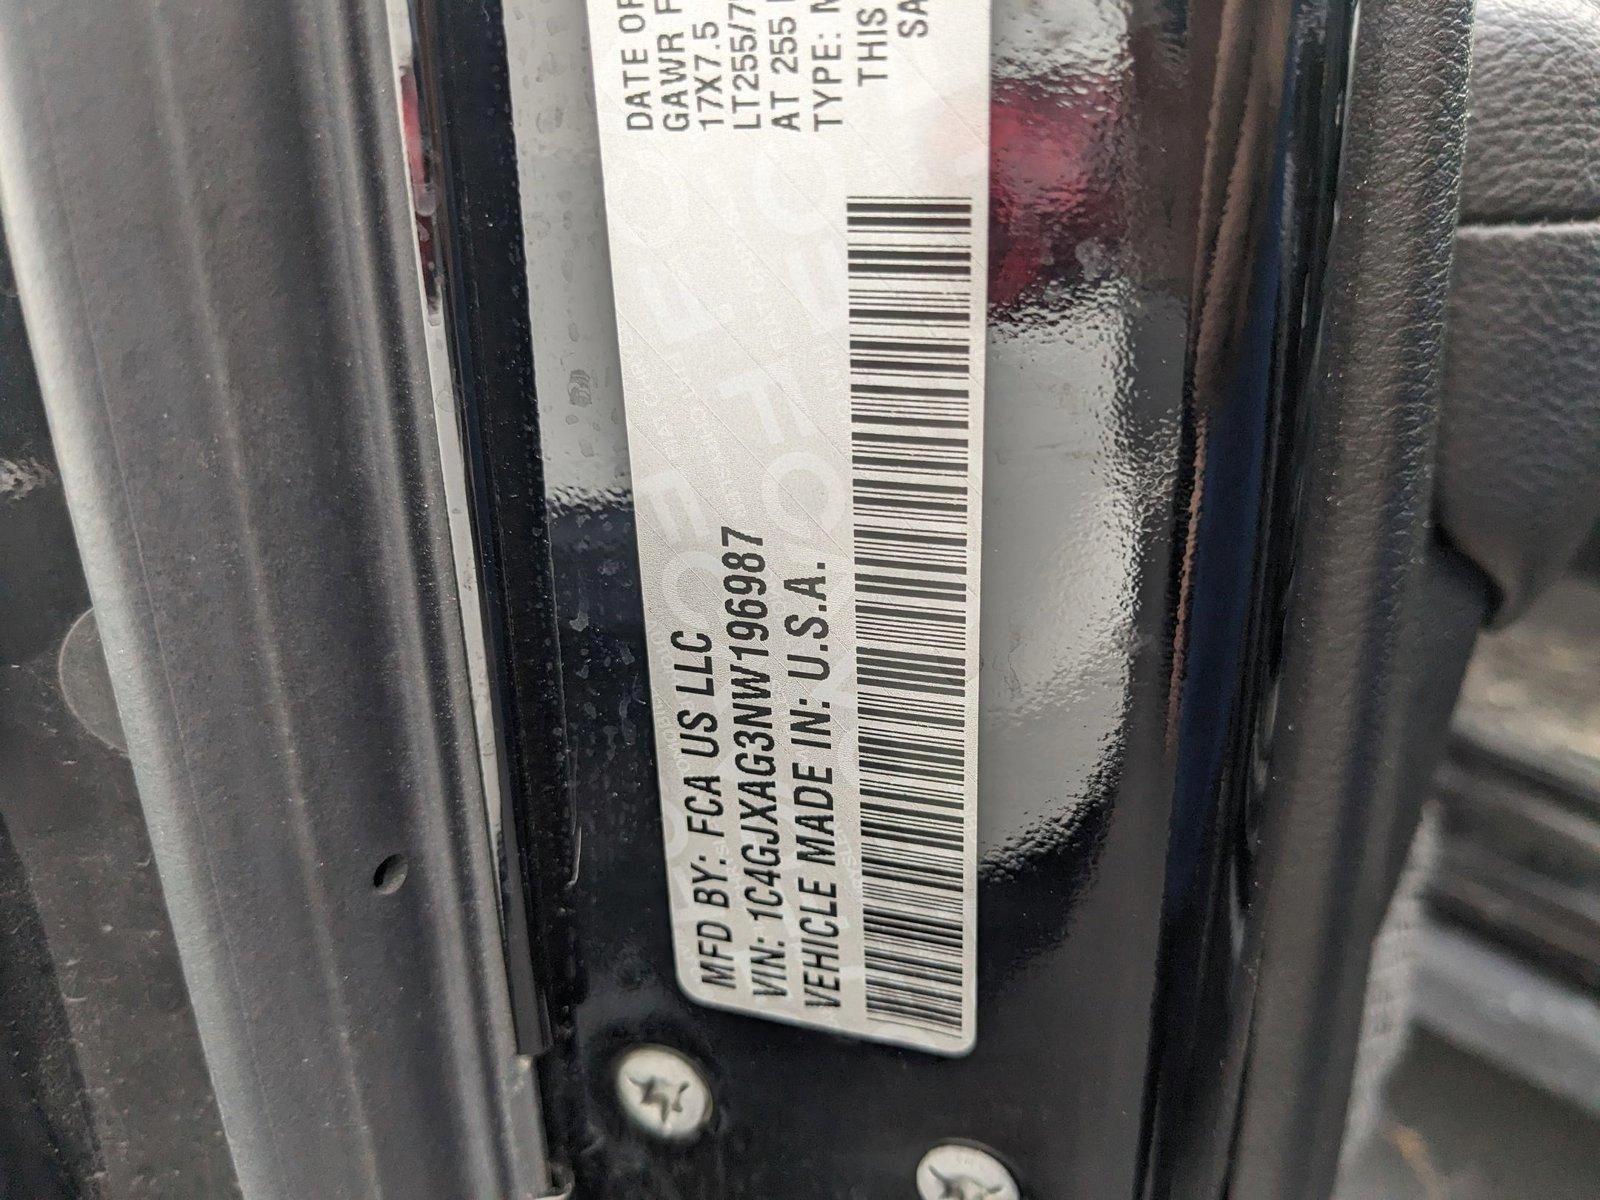 MFD BY: FCA US LLC
VIN: 1C4GJXAG3NW196987
VEHICLE MADE IN: U.S.A.
DATE OF
GAWR F
17X7.5
LT255/7
AT 255
TYPE: M
THIS
SA